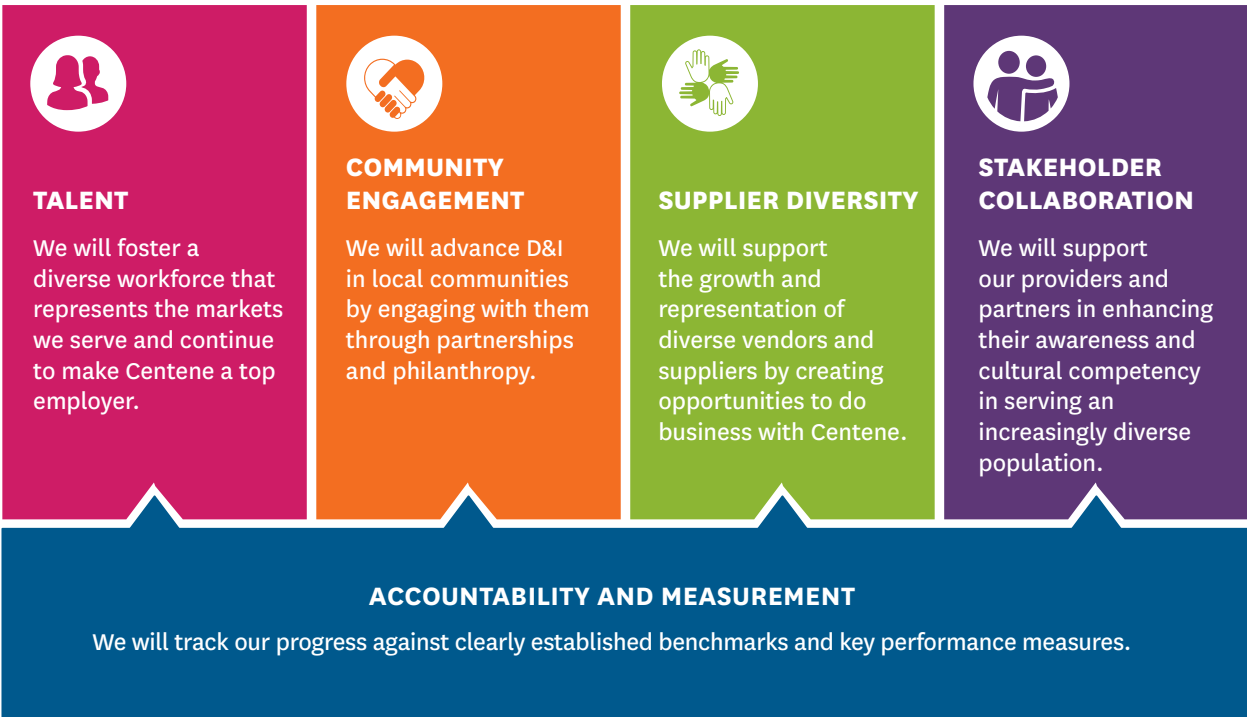 TALENT
We will foster a
diverse workforce that
represents the markets
we serve and continue
to make Centene a top
employer.
COMMUNITY
ENGAGEMENT
We will advance D&I
in local communities
by engaging with them
through partnerships
and philanthropy.
SUPPLIER DIVERSITY
We will support
the growth and
representation of
diverse vendors and
suppliers by creating
opportunities to do
business with Centene.
STAKEHOLDER
COLLABORATION
We will support
our providers and
partners in enhancing
their awareness and
cultural competency
in serving an
increasingly diverse
population.
ACCOUNTABILITY AND MEASUREMENT
We will track our progress against clearly established benchmarks and key performance measures.